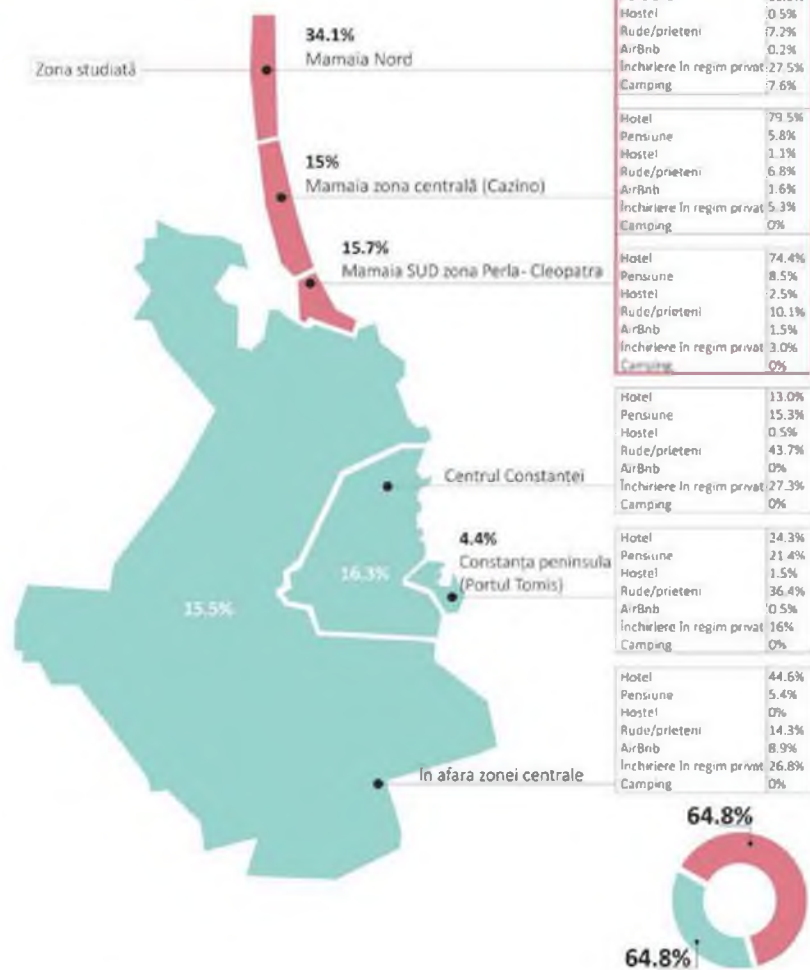 Zona studiată
34.1%
Mamaia Nord
15%
Mamaia zona centrală (Cazino)
15.7%
Mamaia SUD zona Perla- Cleopatra
Centrul Constanței
4.4%
Constanța peninsula
(Portul Tomis)
16.3%
15.5%
În afara zonei centrale
Hostel 0.5%
Rude/prieteni 7.2%
AirBnb 0.2%
Închiriere în regim privat 27.5%
Camping 7.6%
Hotel 79.5%
Pensiune 5.8%
Hostel 1.1%
Rude/prieteni 6.8%
AirBnb 1.6%
Închiriere în regim privat 5.3%
Camping 0%
Hotel 74.4%
Pensiune 8.5%
Hostel 2.5%
Rude/prieteni 10.1%
AirBnb 1.5%
Închiriere în regim privat 3.0%
Camping 0%
Hotel 13.0%
Pensiune 15.3%
Hostel 0.5%
Rude/prieteni 43.7%
AirBnb 0%
Închiriere în regim privat 27.3%
Camping 0%
Hotel 24.3%
Pensiune 21.4%
Hostel 1.5%
Rude/prieteni 36.4%
AirBnb 0.5%
Închiriere în regim privat 16%
Camping 0%
Hotel 44.6%
Pensiune 5.4%
Hostel 0%
Rude/prieteni 14.3%
AirBnb 8.9%
Închiriere în regim privat 26.8%
Camping 0%
64.8%
64.8%